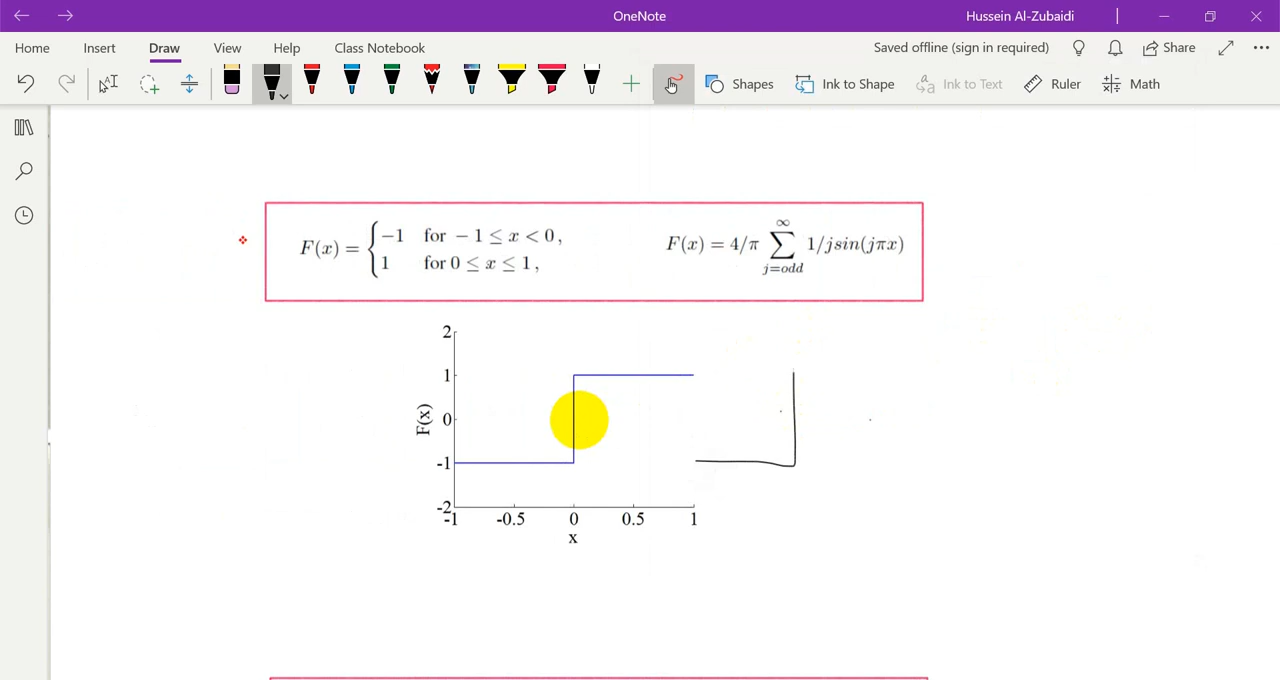 OneNote
Hussein Al-Zubaidi
Home Insert Draw View Help Class Notebook
Saved offline (sign in required) Share
Shapes Ink to Shape Ink to Text Ruler Math
F(x) = { −1 for − 1 ≤ x < 0,
1 for 0 ≤ x ≤ 1,
F(x) = 4/π ∑ 1/jsin(jπx)
∞
j=odd
2
1
0
-1
-2
F(x)
-1 -0.5 0 0.5 1
x